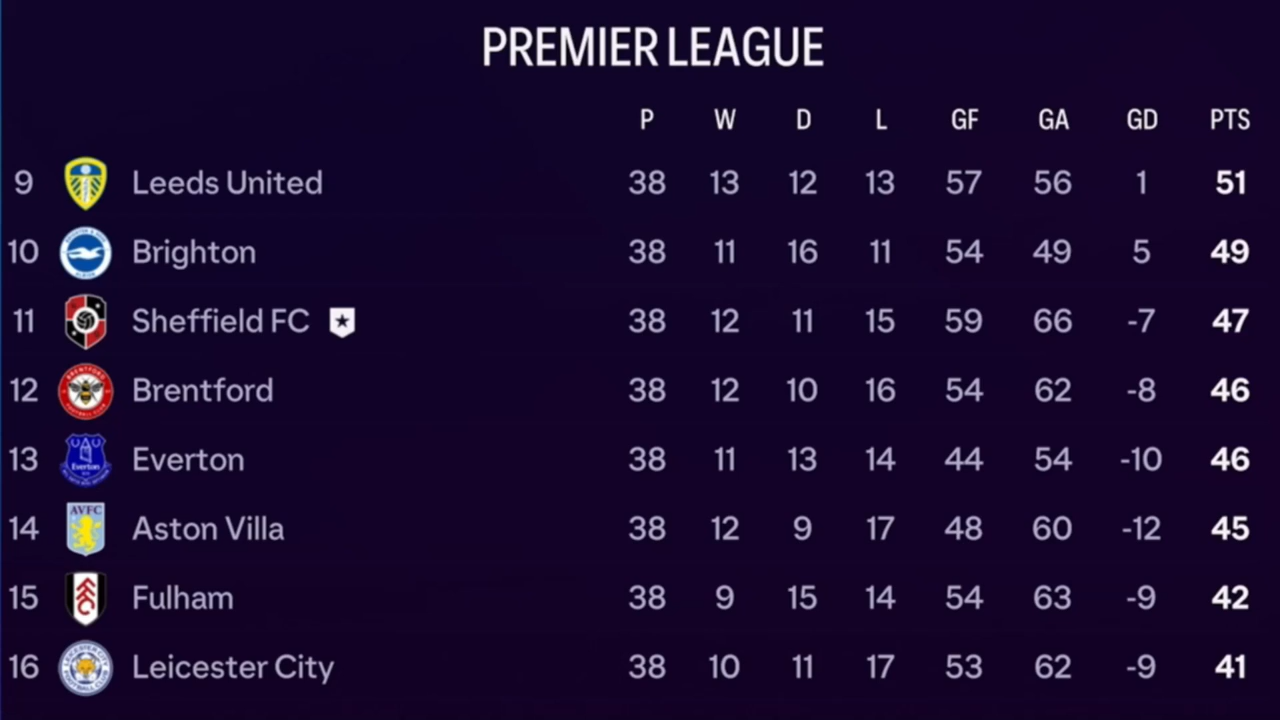 PREMIER LEAGUE
P W D L GF GA GD PTS
9 Leeds United 38 13 12 13 57 56 1 51
10 Brighton 38 11 16 11 54 49 5 49
11 Sheffield FC 38 12 11 15 59 66 -7 47
12 Brentford 38 12 10 16 54 62 -8 46
13 Everton 38 11 13 14 44 54 -10 46
14 AVFC Aston Villa 38 12 9 17 48 60 -12 45
15 Fulham 38 9 15 14 54 63 -9 42
16 Leicester City 38 10 11 17 53 62 -9 41